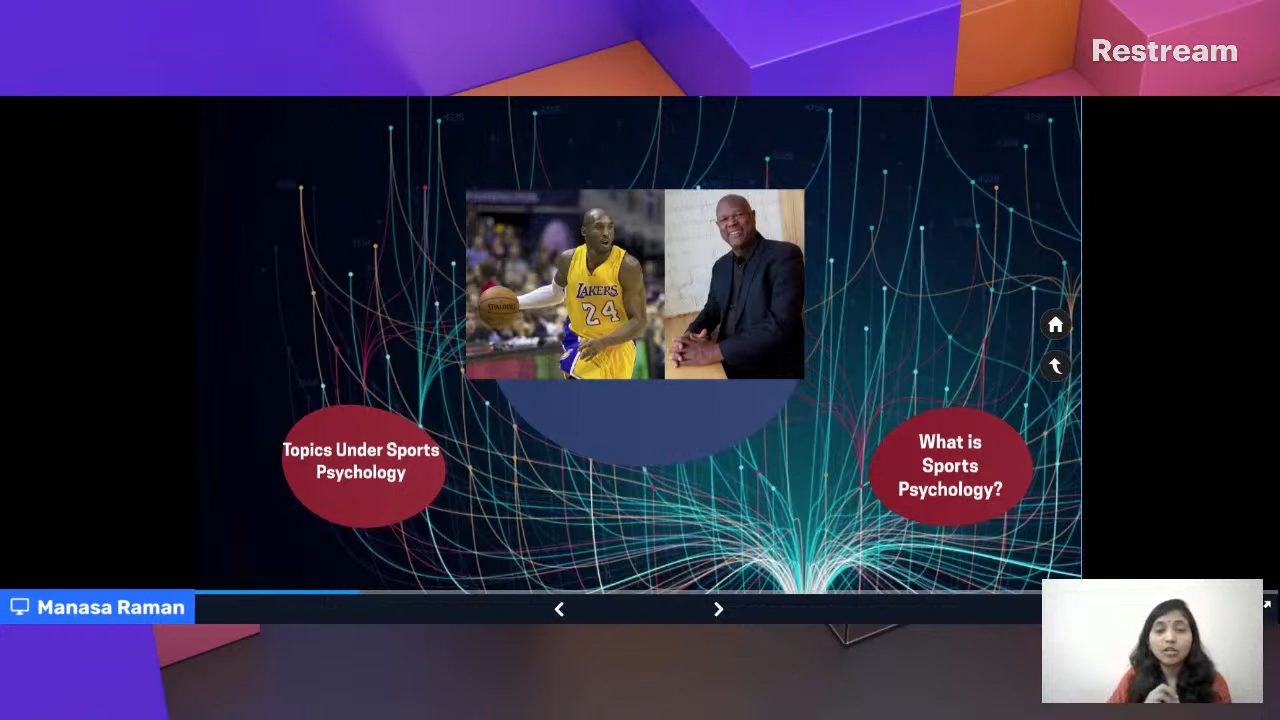 Restream
LAKERS
24
SPALDING
Topics Under Sports
Psychology
What is
Sports
Psychology?
Manasa Raman